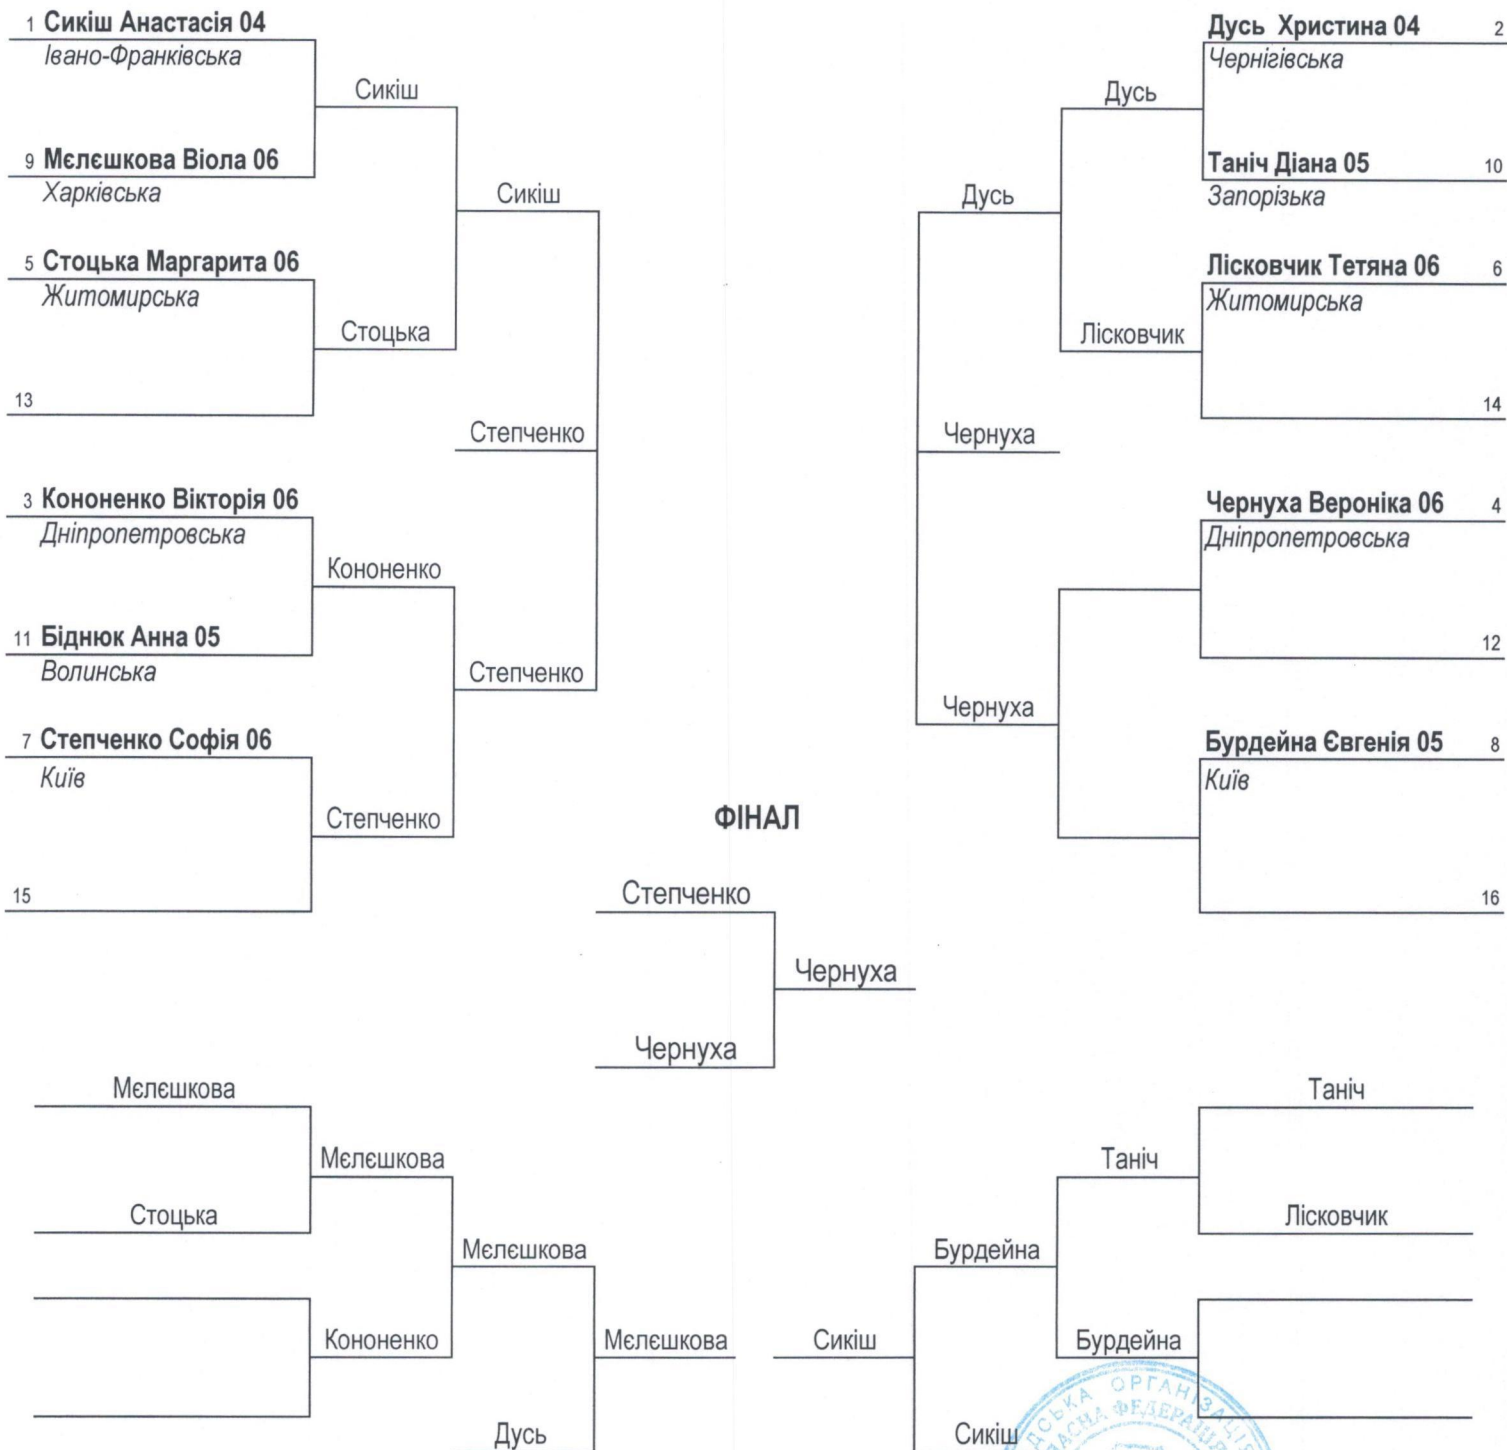 1 Сикіш Анастасія 04
Івано-Франківська
Сикіш
9 Мєлєшкова Віола 06
Харківська
Сикіш
5 Стоцька Маргарита 06
Житомирська
Стоцька
13
Степченко
3 Кононенко Вікторія 06
Дніпропетровська
Кононенко
11 Біднюк Анна 05
Волинська
Степченко
7 Степченко Софія 06
Київ
Степченко
15
Дусь Христина 04 2
Чернігівська
Дусь
Таніч Діана 05 10
Запорізька
Дусь
Лісковчик Тетяна 06 6
Житомирська
Лісковчик
14
Чернуха
Чернуха Вероніка 06 4
Дніпропетровська
12
Чернуха
Бурдейна Євгенія 05 8
Київ
16
ФІНАЛ
Степченко
Чернуха
Чернуха
Мєлєшкова
Мєлєшкова
Стоцька
Мєлєшкова
Кононенко
Мєлєшкова
Дусь
Таніч
Таніч
Лісковчик
Бурдейна
Сикіш
Бурдейна
Сикіш
ОРГАНІЗАЦІЯ